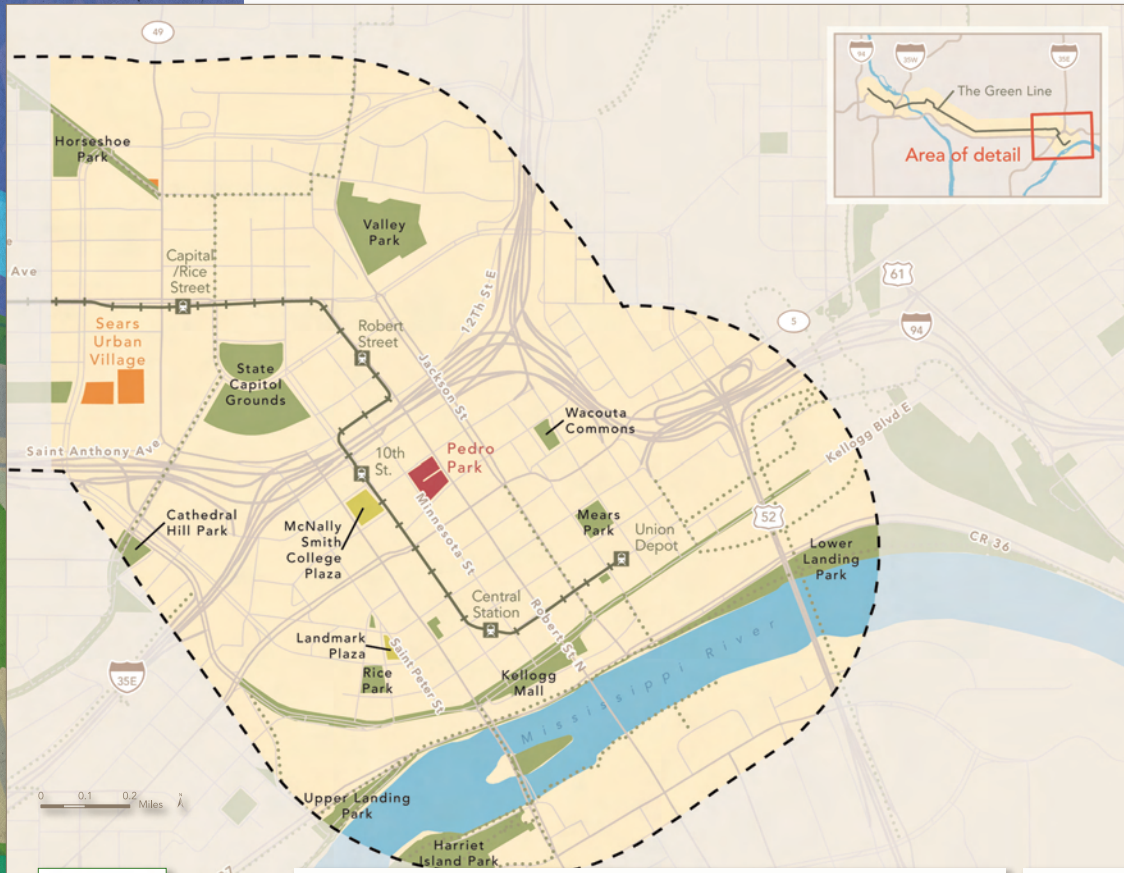 49
94
35W
35E
The Green Line
Area of detail
Horseshoe
Park
Valley
Park
Capital
/Rice
Street
Ave
61
12Th St E
5
94
Sears
Urban
Village
Robert
Street
Jackson St
State
Capitol
Grounds
Wacouta
Commons
Kellogg Blvd E
Saint Anthony Ave
10th
St.
Pedro
Park
Cathedral
Hill Park
McNally
Smith
College
Plaza
Minnesota St
Mears
Park
52
Union
Depot
Lower
Landing
Park
CR 36
Central
Station
Robert St N
Landmark
Plaza
Saint Peter St
Rice
Park
35E
Kellogg
Mall
Mississippi River
0 0.1 0.2
Miles
N
Upper Landing
Park
Harriet
Island Park